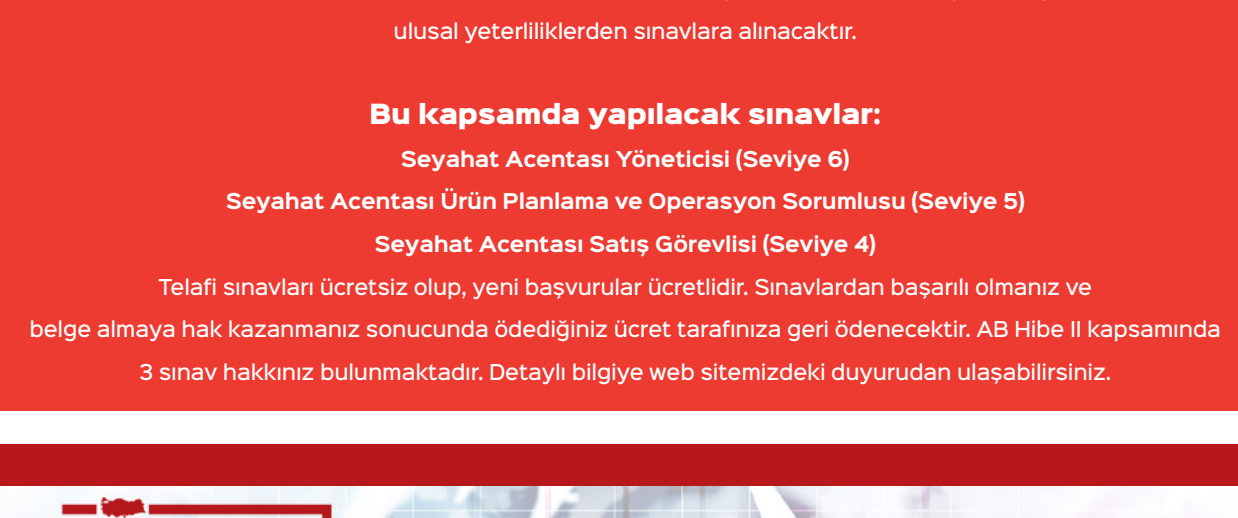 ulusal yeterliliklerden sınavlara alınacaktır.
Bu kapsamda yapılacak sınavlar:
Seyahat Acentası Yöneticisi (Seviye 6)
Seyahat Acentası Ürün Planlama ve Operasyon Sorumlusu (Seviye 5)
Seyahat Acentası Satış Görevlisi (Seviye 4)
Telafi sınavları ücretsiz olup, yeni başvurular ücretlidir. Sınavlardan başarılı olmanız ve
belge almaya hak kazanmanız sonucunda ödediğiniz ücret tarafınıza geri ödenecektir. AB Hibe II kapsamında
3 sınav hakkınız bulunmaktadır. Detaylı bilgiye web sitemizdeki duyurudan ulaşabilirsiniz.